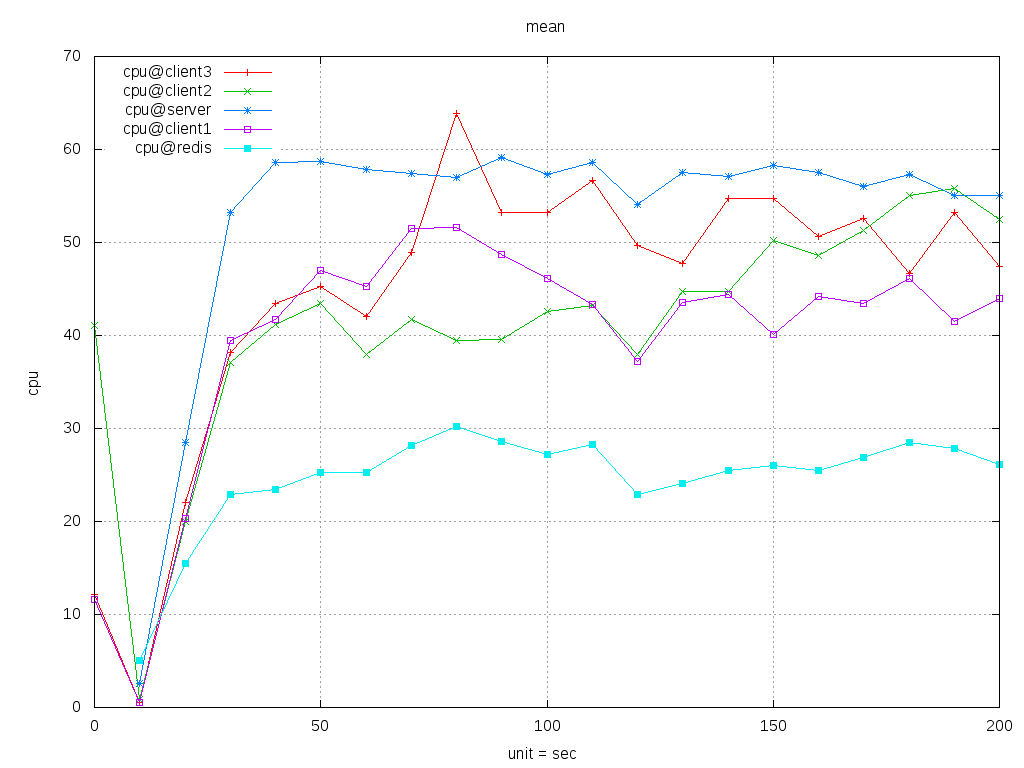 mean
70
60
50
40
30
20
10
0
cpu
cpu@client3
cpu@client2
cpu@server
cpu@client1
cpu@redis
0 50 100 150 200
unit = sec